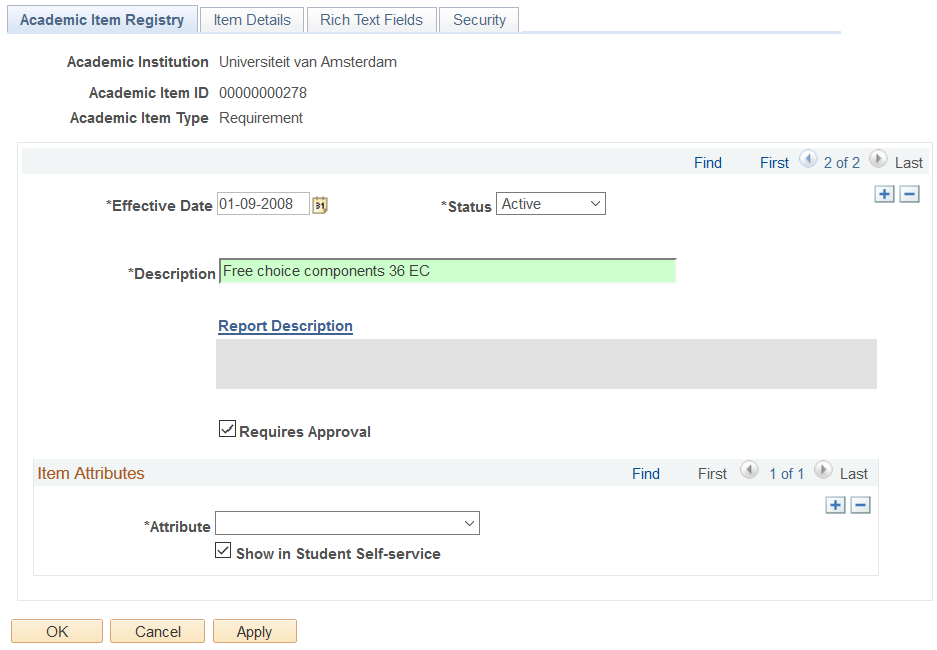 Academic Item Registry Item Details Rich Text Fields Security
Academic Institution Universiteit van Amsterdam
Academic Item ID 00000000278
Academic Item Type Requirement
Find First 2 of 2 Last
*Effective Date 01-09-2008 31 *Status Active
*Description Free choice components 36 EC
Report Description
Requires Approval
Item Attributes Find First 1 of 1 Last
*Attribute
Show in Student Self-service
OK Cancel Apply